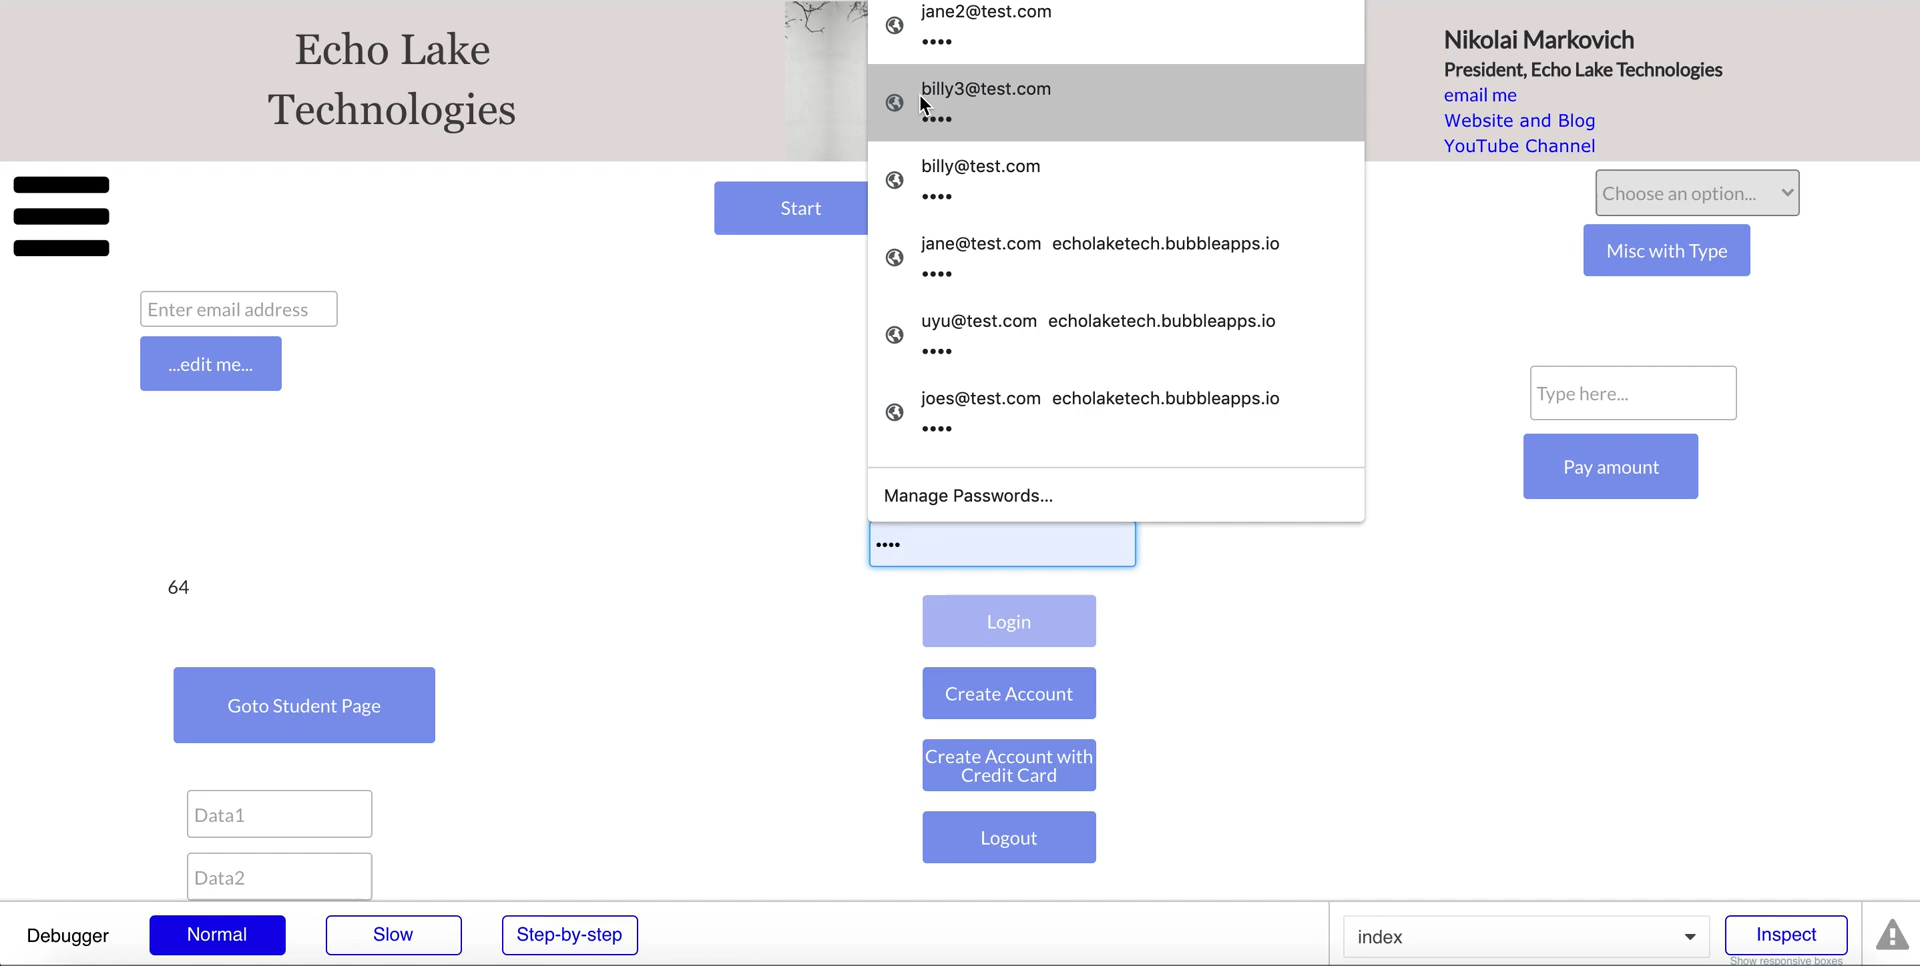 Echo Lake
Technologies
jane2@test.com
••••
billy3@test.com
••••
billy@test.com
••••
jane@test.com echolaketech.bubbleapps.io
••••
uyu@test.com echolaketech.bubbleapps.io
••••
joes@test.com echolaketech.bubbleapps.io
••••
Manage Passwords...
••••
Nikolai Markovich
President, Echo Lake Technologies
email me
Website and Blog
YouTube Channel
Start
Choose an option...
Misc with Type
Enter email address
...edit me...
Type here...
Pay amount
64
Login
Goto Student Page
Create Account
Create Account with
Credit Card
Data1
Logout
Data2
Debugger
Normal
Slow
Step-by-step
index
Inspect
Show responsive boxes